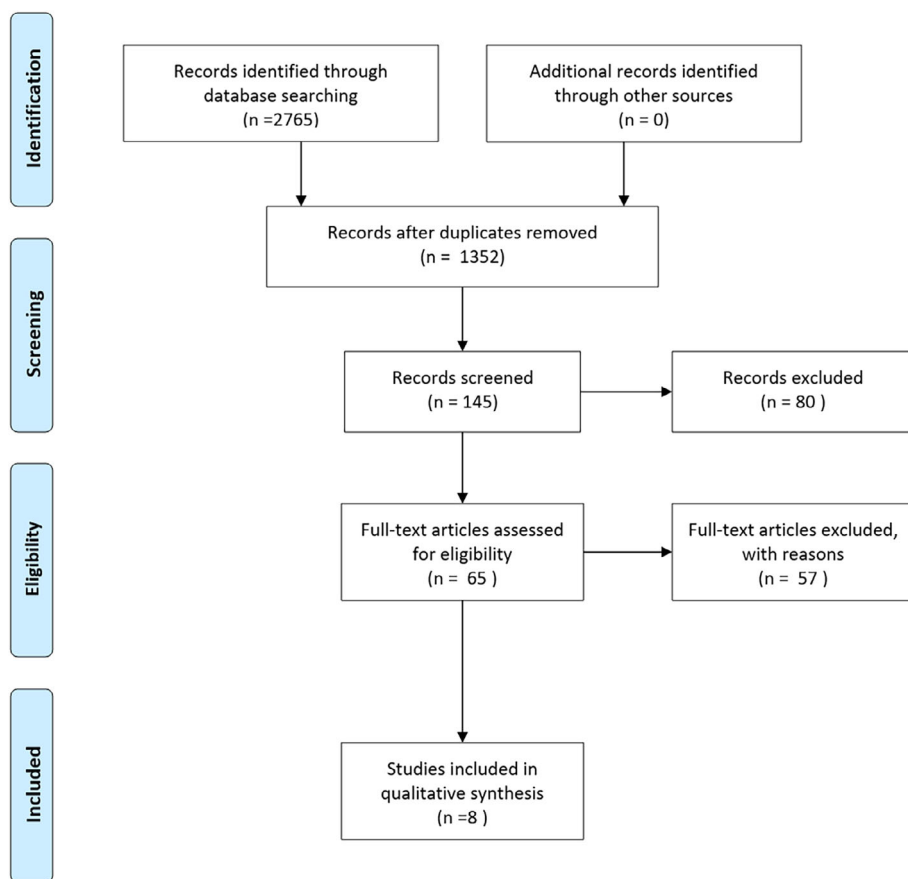 Identification
Records identified through
database searching
(n =2765)
Additional records identified
through other sources
(n = 0)
Records after duplicates removed
(n = 1352)
Screening
Records screened
(n = 145)
Records excluded
(n = 80 )
Eligibility
Full-text articles assessed
for eligibility
(n = 65 )
Full-text articles excluded,
with reasons
(n = 57 )
Included
Studies included in
qualitative synthesis
(n =8 )